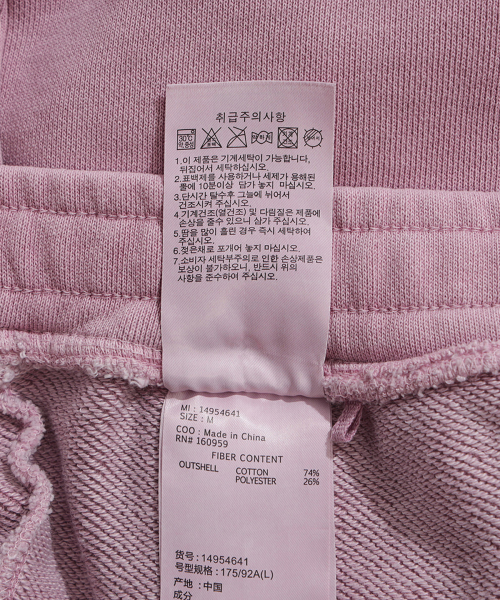 취급주의사항
30℃
1.이 제품은 기계세탁이 가능합니다,
뒤집어서 세탁하십시오.
2.표백제를 사용하거나 세제가 용해된
물에 10분이상 담가 놓지 마십시오.
3.단시간 탈수후 그늘에 뉘어서
건조시켜 주십시오.
4.기계건조(열건조) 및 다림질은 제품에
손상을 줄수 있으니 삼가 주십시오.
5.땀을 많이 흘린 경우 즉시 세탁하여
주십시오.
6.젖은채로 포개어 놓지 마십시오.
7.소비자 세탁부주의로 인한 손상제품은
보상이 불가하오니, 반드시 위의
사항을 준수하여 주십시오.
MI : 14954641
SIZE : M
COO : Made in China
RN# 160959
FIBER CONTENT
OUTSHELL COTTON 74%
POLYESTER 26%
货号: 14954641
号型规格: 175/92A(L)
产地: 中国
成分